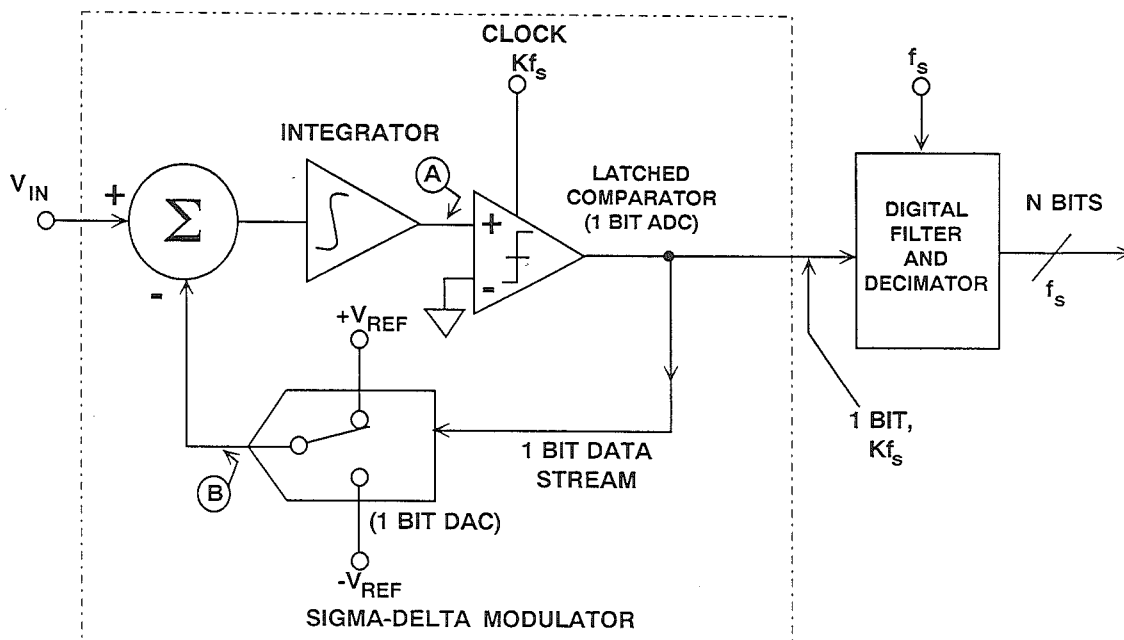 CLOCK
Kfs
fs
INTEGRATOR
A
LATCHED
COMPARATOR
(1 BIT ADC)
VIN
+
Σ
-
∫
+
-
DIGITAL
FILTER
AND
DECIMATOR
N BITS
fs
+VREF
1 BIT DATA
STREAM
1 BIT,
Kfs
B
(1 BIT DAC)
-VREF
SIGMA-DELTA MODULATOR